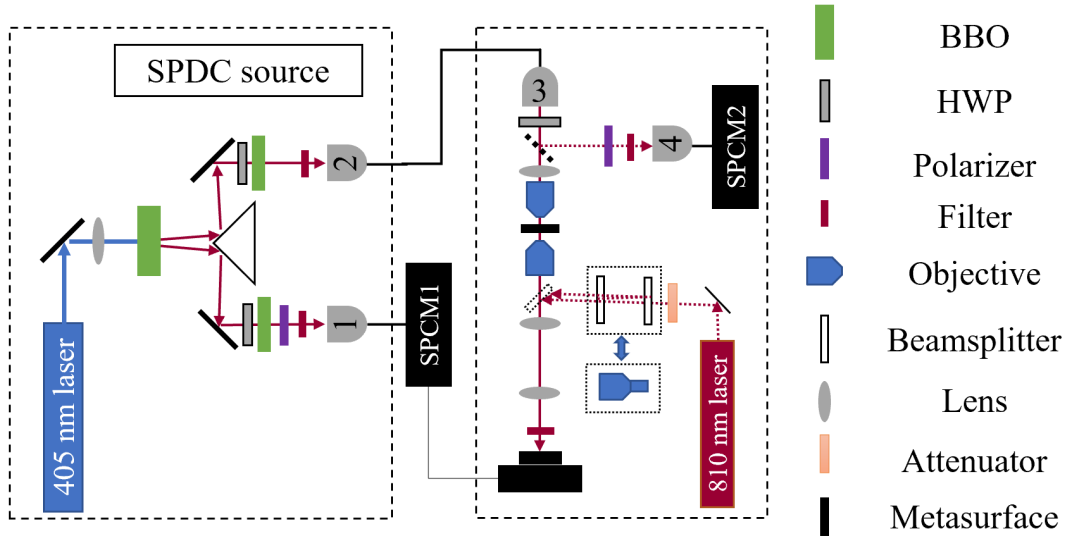 SPDC source
405 nm laser
2
1
SPCM1
3
4
SPCM2
810 nm laser
BBO
HWP
Polarizer
Filter
Objective
Beamsplitter
Lens
Attenuator
Metasurface